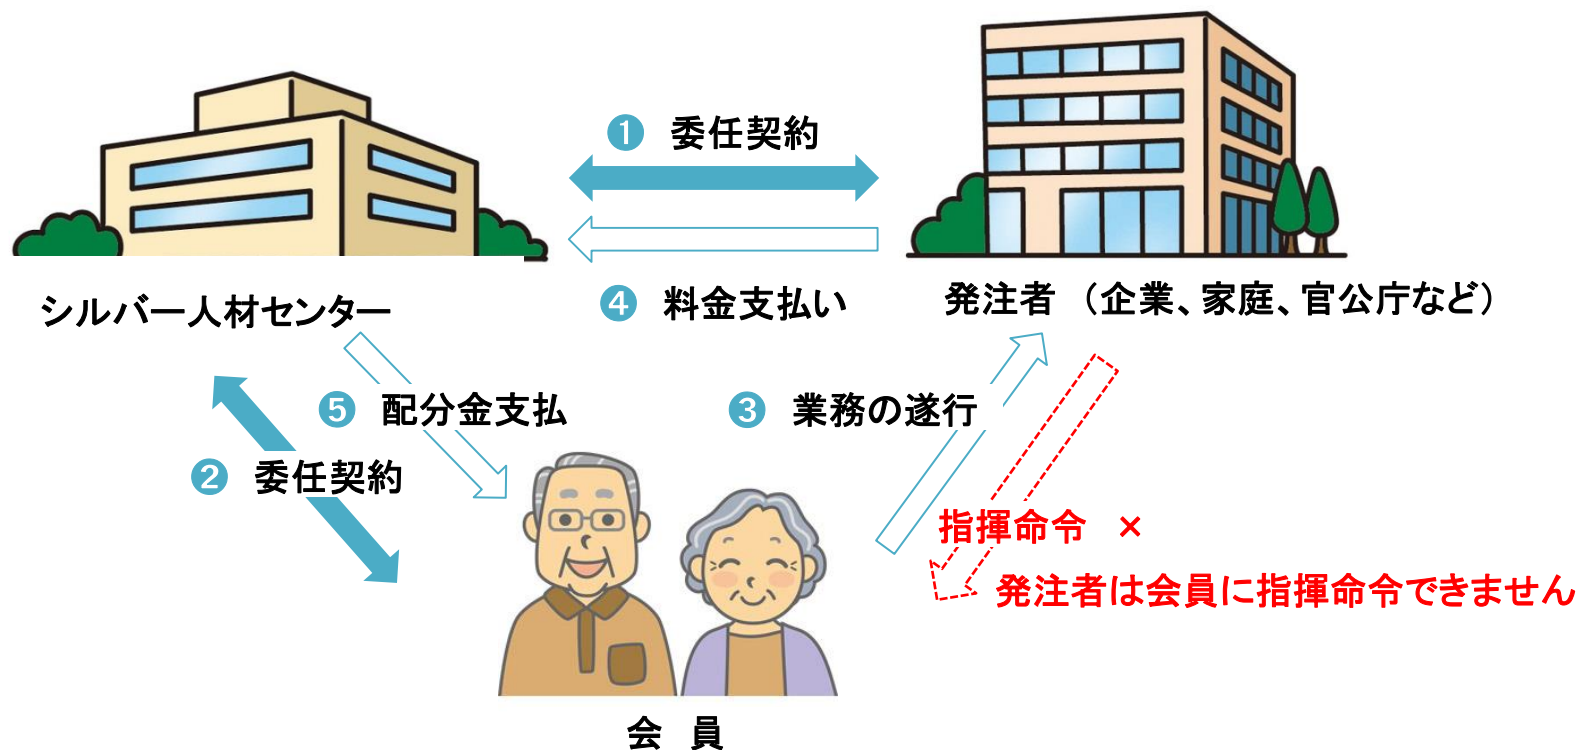 ❶ 委任契約
❹ 料金支払い
シルバー人材センター
発注者 （企業、家庭、官公庁など）
❺ 配分金支払
❸ 業務の遂行
❷ 委任契約
指揮命令 ×
発注者は会員に指揮命令できません
会 員